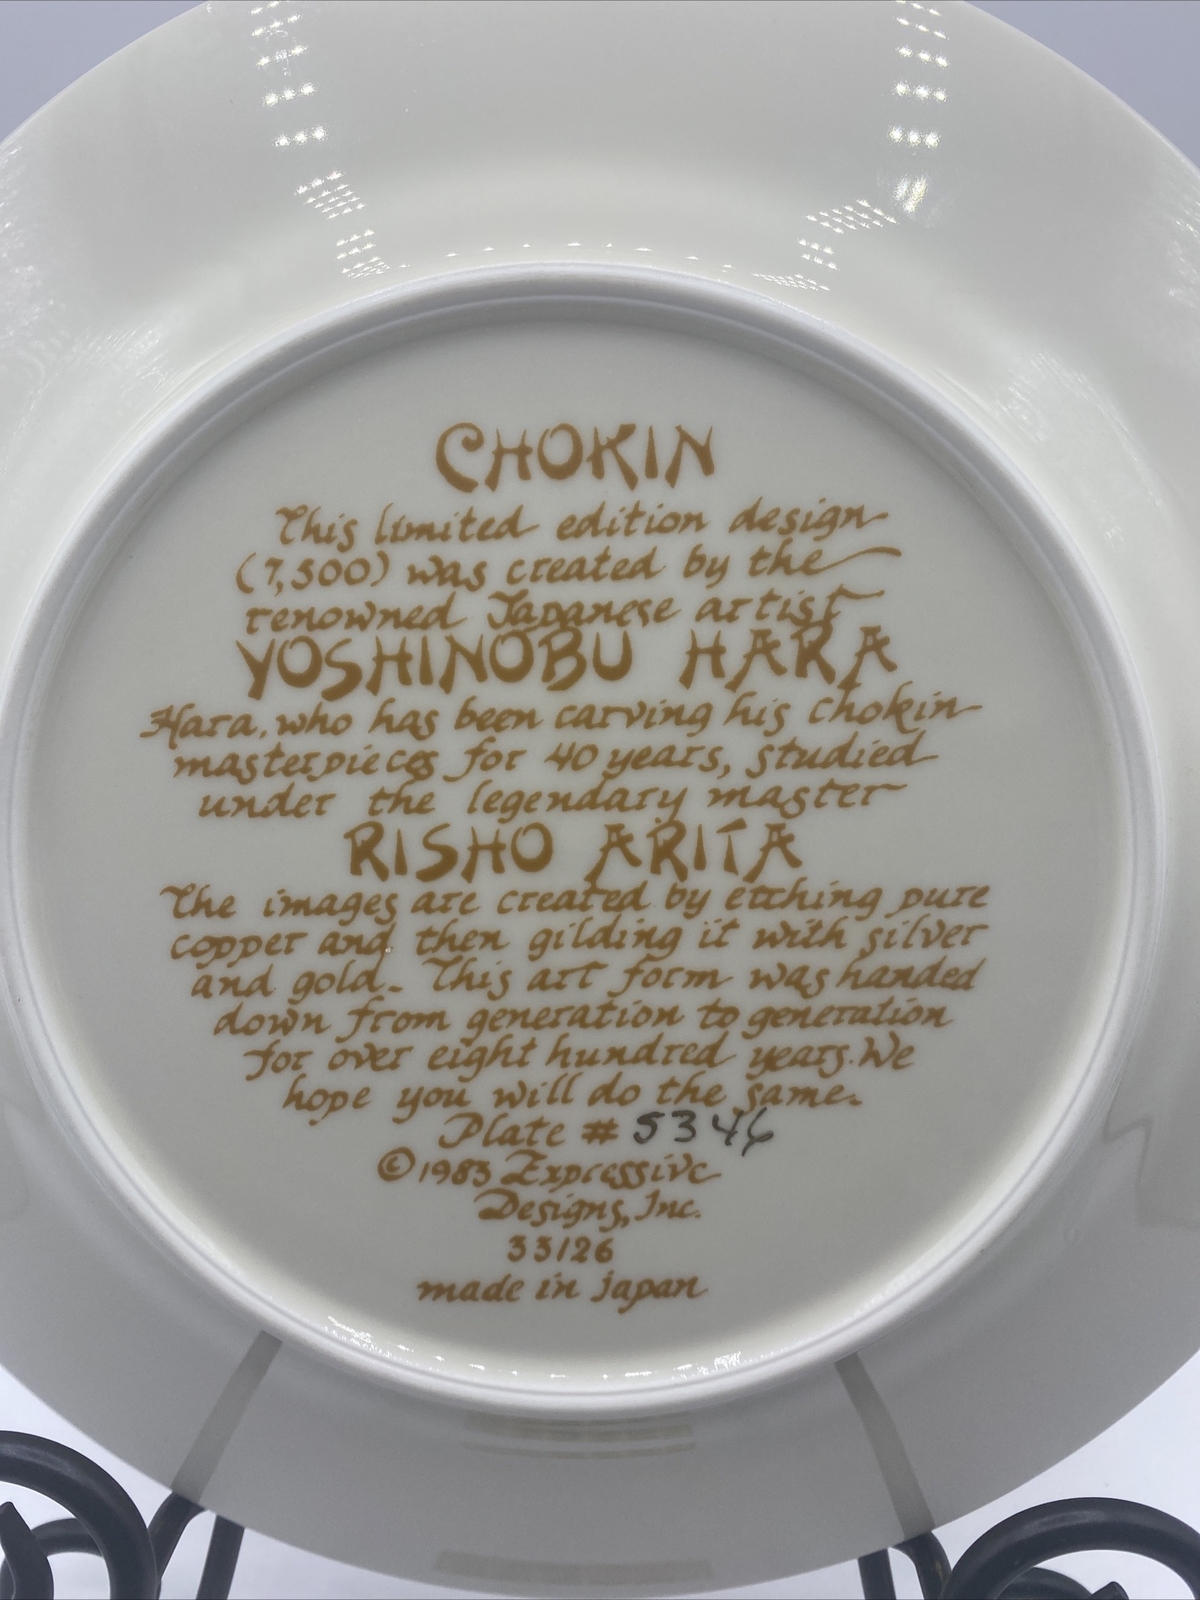 CHOKIN
This limited edition design
(7,500) was created by the
renowned Japanese artist
YOSHINOBU HARA
Hara, who has been carving his chokin
masterpieces for 40 years, studied
under the legendary master
RISHO ARITA
The images are created by etching pure
copper and then gilding it with silver
and gold. This art form was handed
down from generation to generation
for over eight hundred years. We
hope you will do the same.
Plate # 5346
©1983 Expressive
Designs, Inc.
33126
made in japan